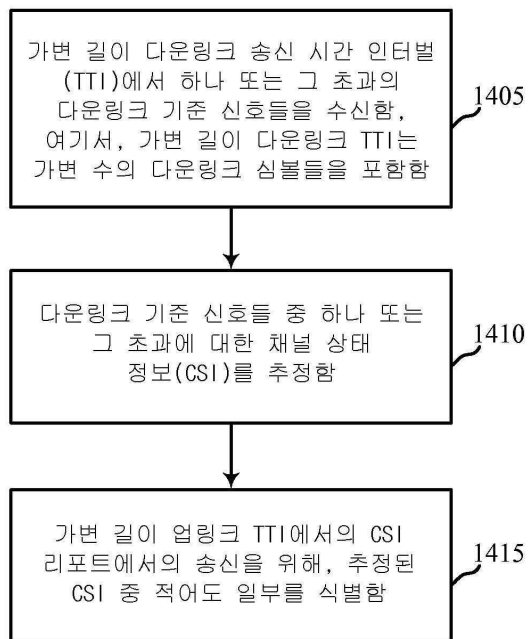 가변 길이 다운링크 송신 시간 인터벌
(TTI)에서 하나 또는 그 초과의
다운링크 기준 신호들을 수신함,
여기서, 가변 길이 다운링크 TTI는
가변 수의 다운링크 심볼들을 포함함
1405
다운링크 기준 신호들 중 하나 또는
그 초과에 대한 채널 상태
정보(CSI)를 추정함
1410
가변 길이 업링크 TTI에서의 CSI
리포트에서의 송신을 위해, 추정된
CSI 중 적어도 일부를 식별함
1415